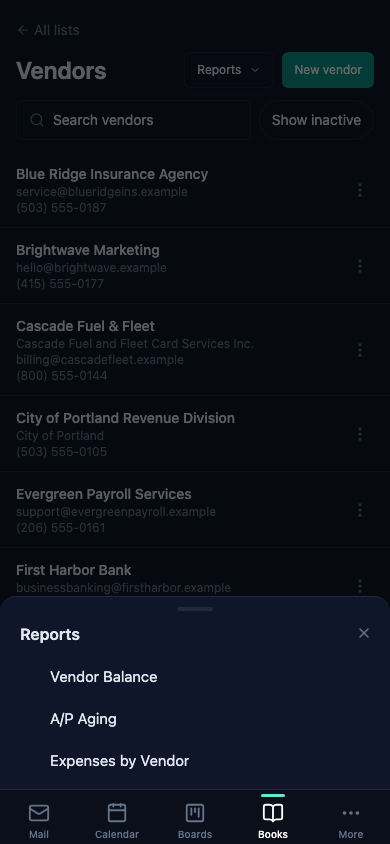 All lists
Vendors
Reports
New vendor
Search vendors
Show inactive
Blue Ridge Insurance Agency
service@blueridgeins.example
(503) 555-0187
Brightwave Marketing
hello@brightwave.example
(415) 555-0177
Cascade Fuel & Fleet
Cascade Fuel and Fleet Card Services Inc.
billing@cascadefleet.example
(800) 555-0144
City of Portland Revenue Division
City of Portland
(503) 555-0105
Evergreen Payroll Services
support@evergreenpayroll.example
(206) 555-0161
First Harbor Bank
businessbanking@firstharbor.example
Reports
Vendor Balance
A/P Aging
Expenses by Vendor
Mail
Calendar
Boards
Books
More